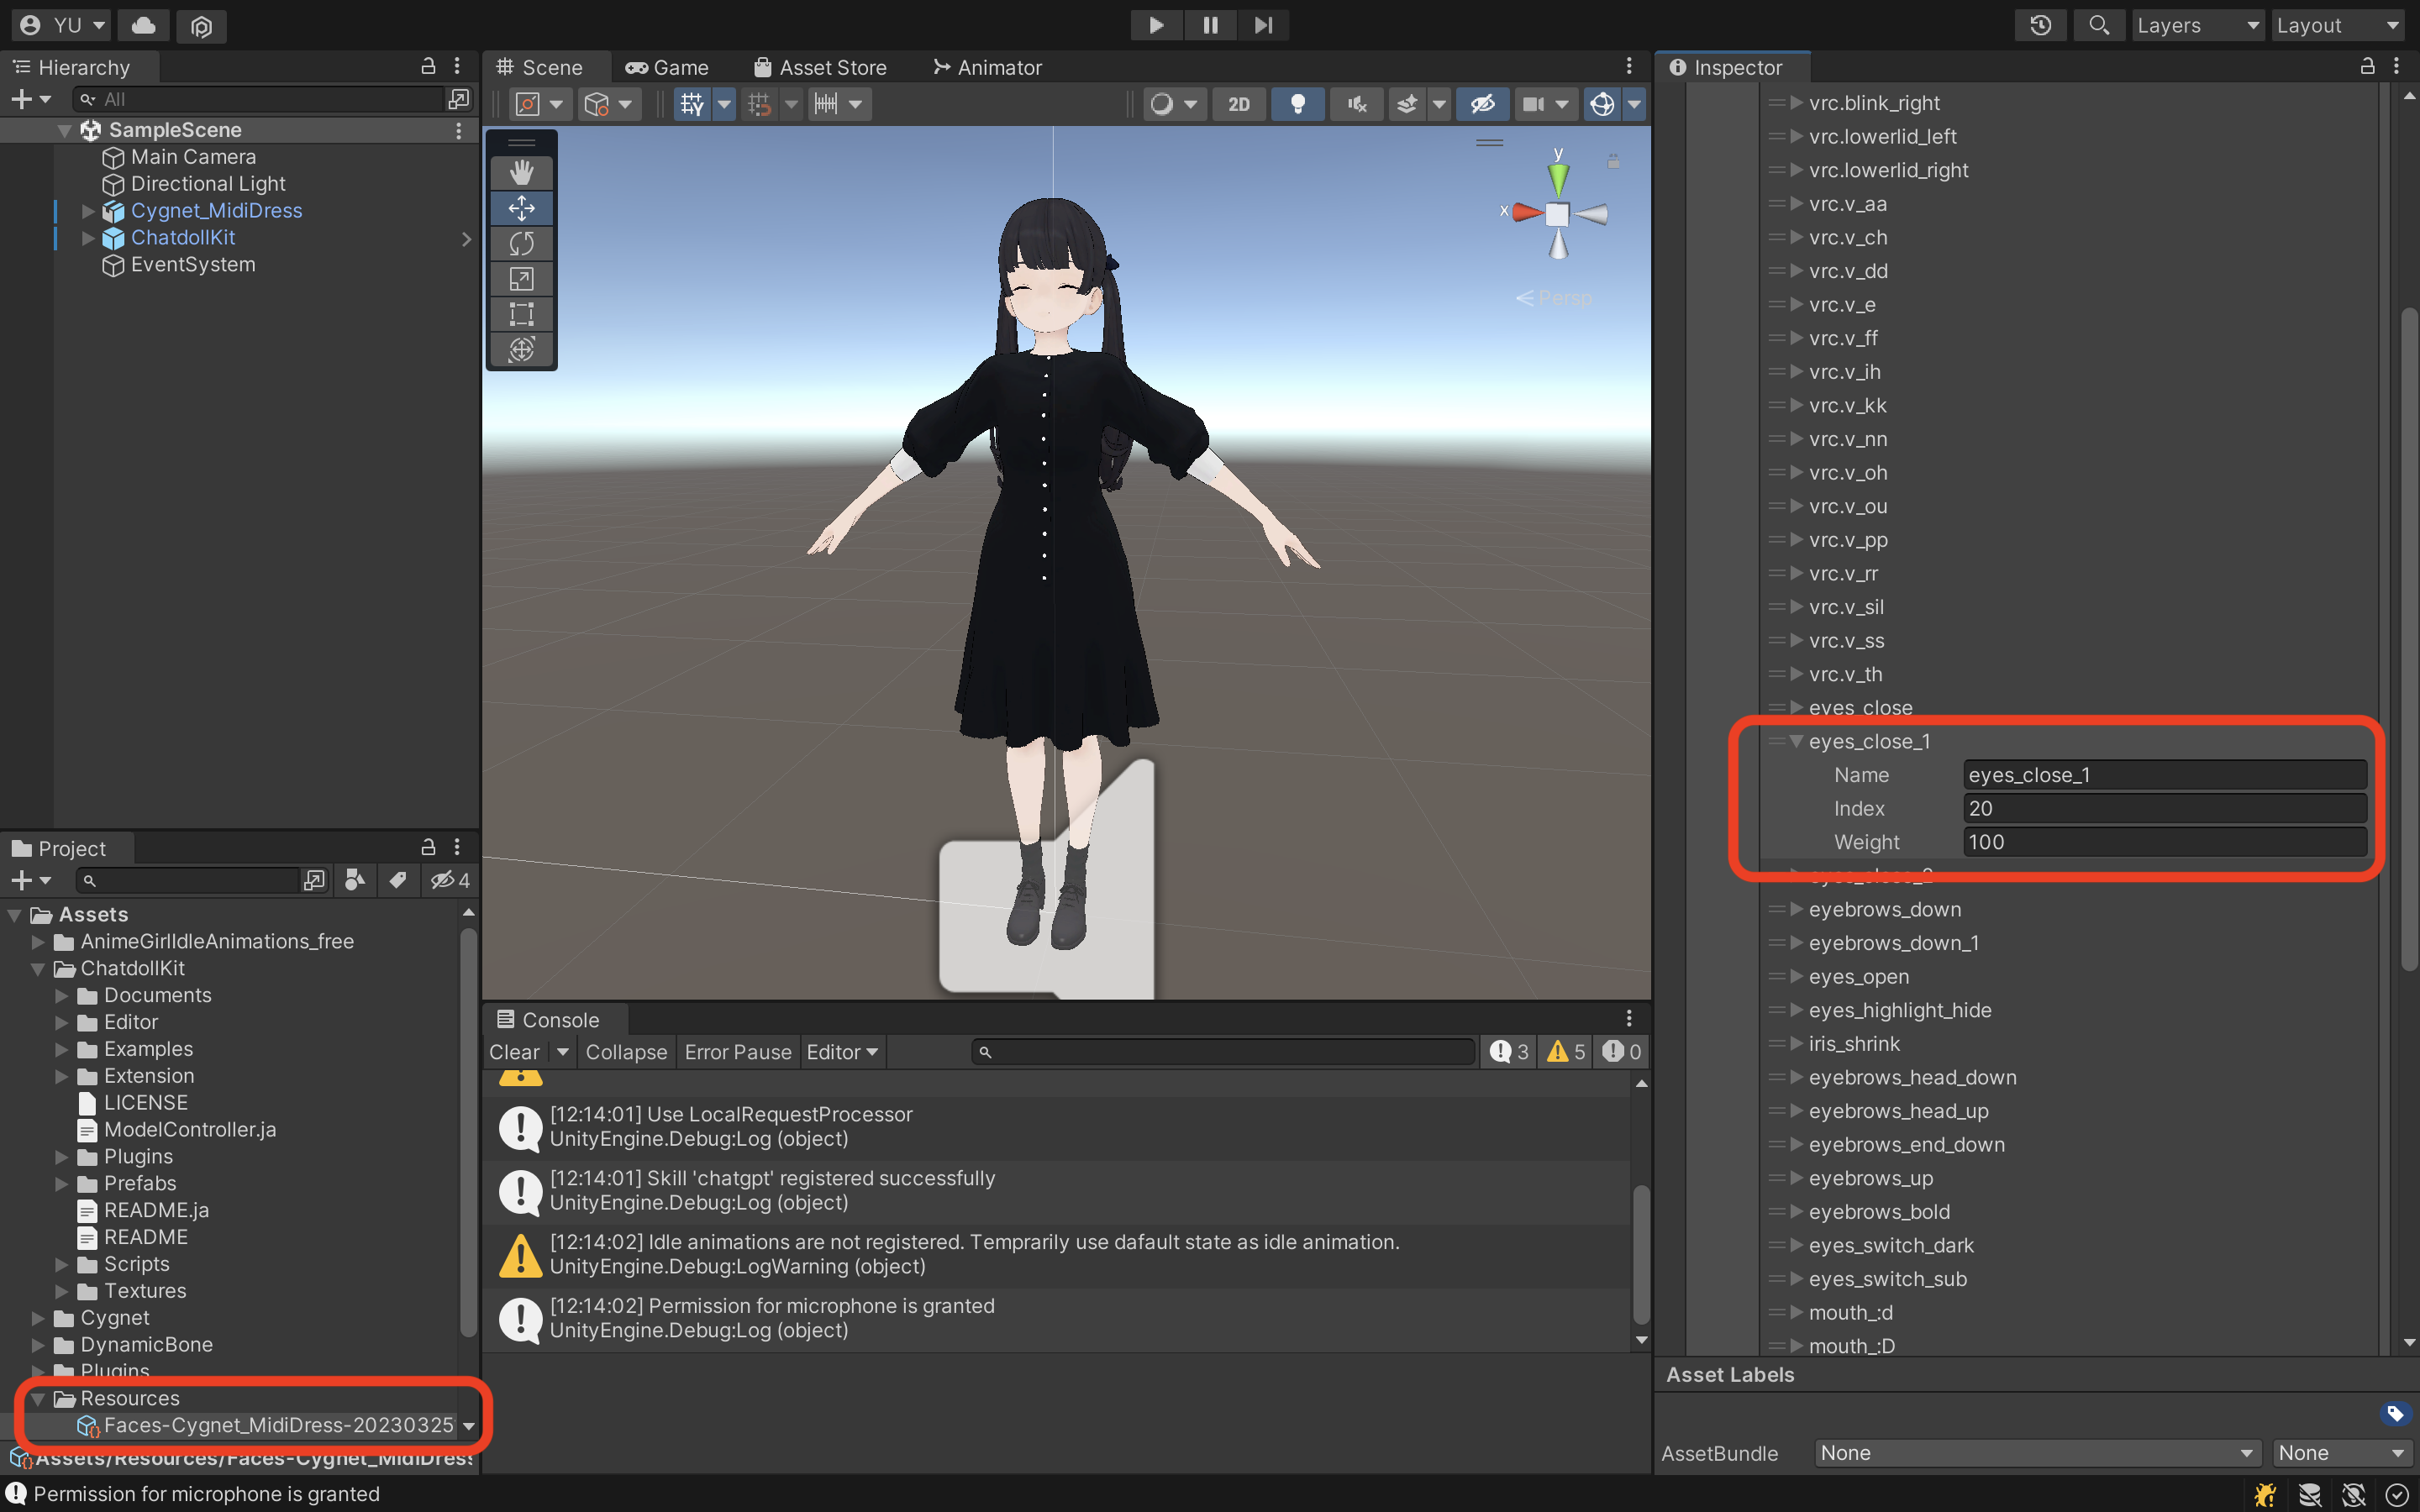 YU
Layers
Layout
Hierarchy
All
SampleScene
Main Camera
Directional Light
Cygnet_MidiDress
ChatdollKit
EventSystem
Scene
Game
Asset Store
Animator
2D
y
x
Persp
Inspector
vrc.blink_right
vrc.lowerlid_left
vrc.lowerlid_right
vrc.v_aa
vrc.v_ch
vrc.v_dd
vrc.v_e
vrc.v_ff
vrc.v_ih
vrc.v_kk
vrc.v_nn
vrc.v_oh
vrc.v_ou
vrc.v_pp
vrc.v_rr
vrc.v_sil
vrc.v_ss
vrc.v_th
eyes_close
eyes_close_1
Name eyes_close_1
Index 20
Weight 100
eyes_close_2
eyebrows_down
eyebrows_down_1
eyes_open
eyes_highlight_hide
iris_shrink
eyebrows_head_down
eyebrows_head_up
eyebrows_end_down
eyebrows_up
eyebrows_bold
eyes_switch_dark
eyes_switch_sub
mouth_:d
mouth_:D
Asset Labels
AssetBundle None None
Project
4
Assets
AnimeGirlIdleAnimations_free
ChatdollKit
Documents
Editor
Examples
Extension
LICENSE
ModelController.ja
Plugins
Prefabs
README.ja
README
Scripts
Textures
Cygnet
DynamicBone
Plugins
Resources
Faces-Cygnet_MidiDress-20230325
Assets/Resources/Faces-Cygnet_MidiDress
Console
Clear Collapse Error Pause Editor 3 5 0
[12:14:01] Use LocalRequestProcessor
UnityEngine.Debug:Log (object)
[12:14:01] Skill 'chatgpt' registered successfully
UnityEngine.Debug:Log (object)
[12:14:02] Idle animations are not registered. Temprarily use dafault state as idle animation.
UnityEngine.Debug:LogWarning (object)
[12:14:02] Permission for microphone is granted
UnityEngine.Debug:Log (object)
Permission for microphone is granted